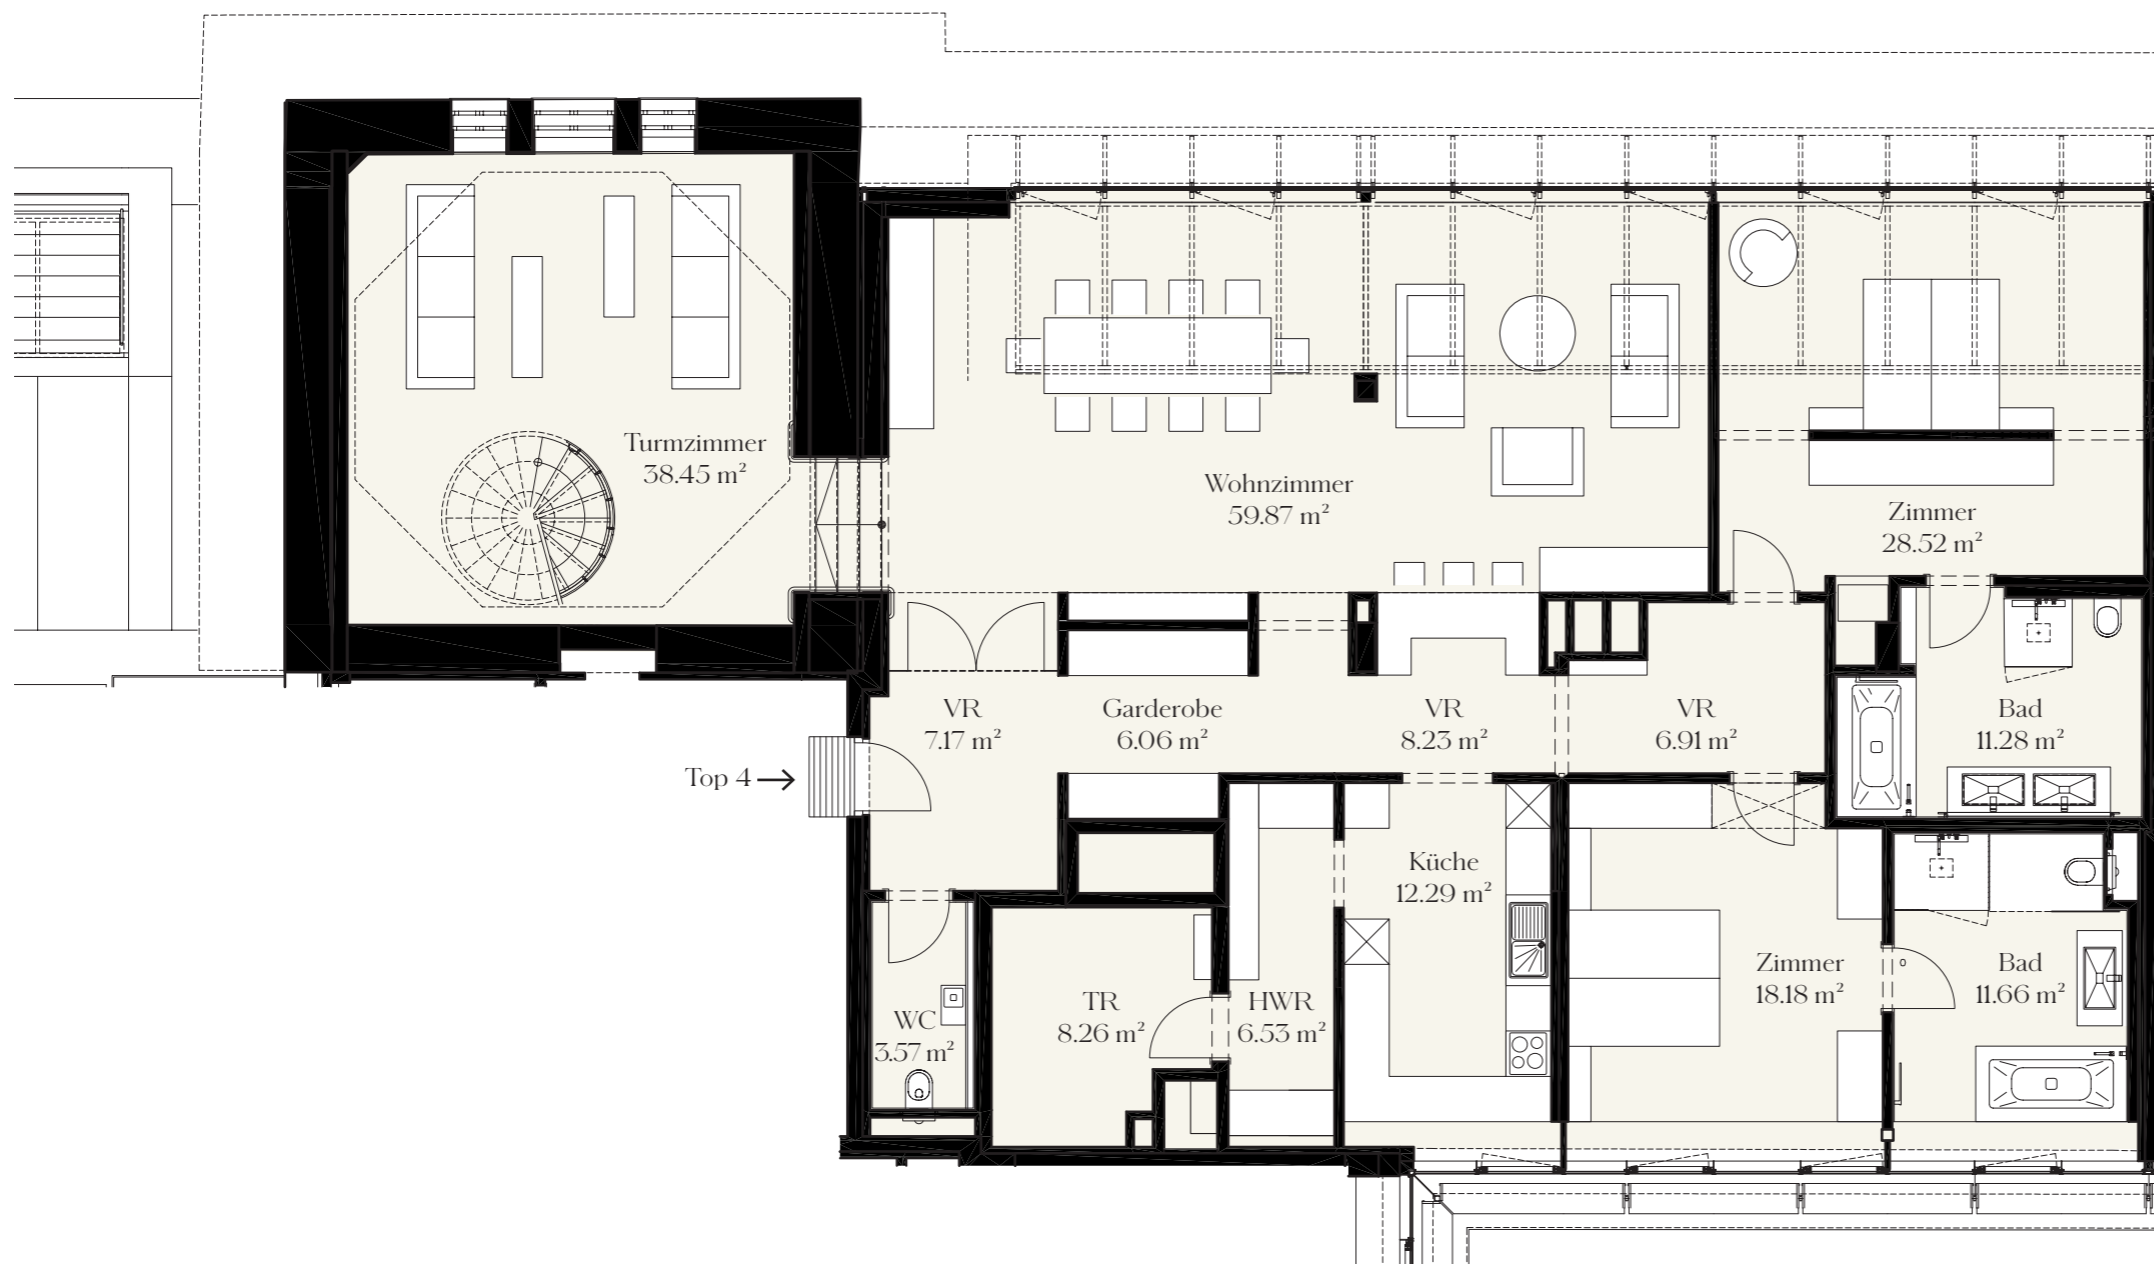 Turmzimmer
38.45 m²
Wohnzimmer
59.87 m²
Zimmer
28.52 m²
VR
7.17 m²
Garderobe
6.06 m²
VR
8.23 m²
VR
6.91 m²
Bad
11.28 m²
Top 4 →
Küche
12.29 m²
Zimmer
18.18 m²
Bad
11.66 m²
WC
3.57 m²
TR
8.26 m²
HWR
6.53 m²